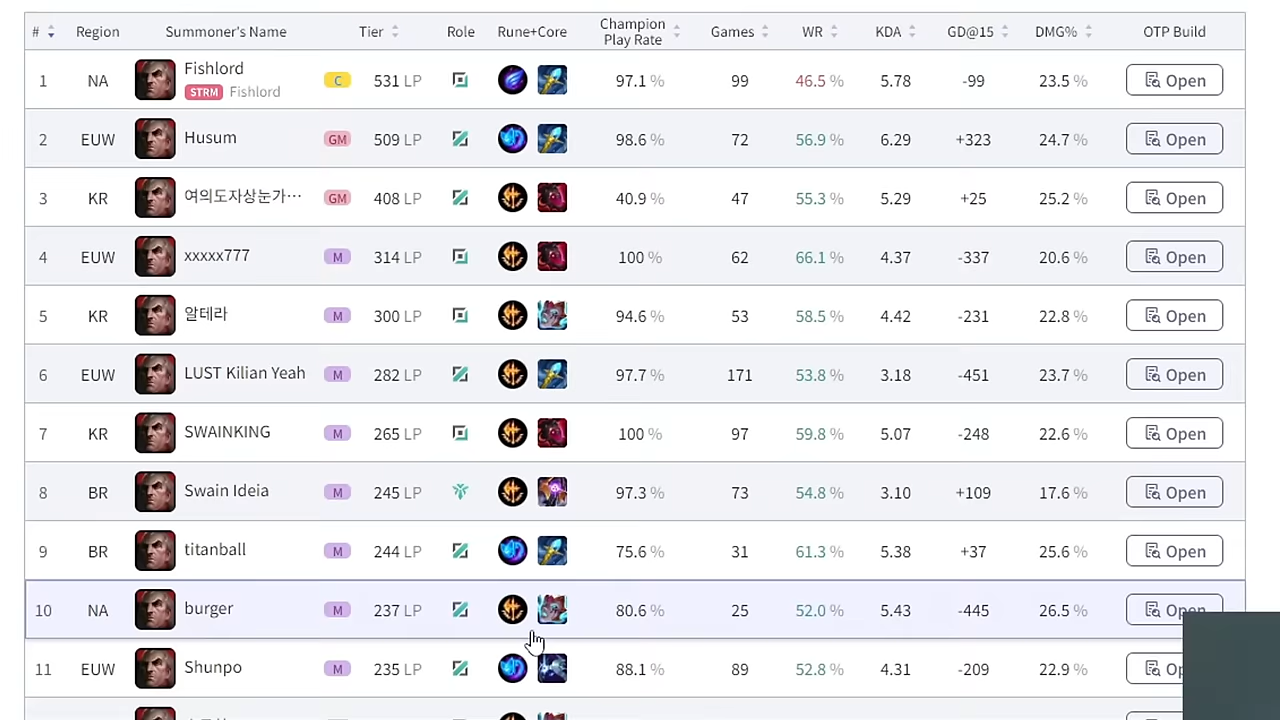 # Region Summoner's Name Tier Role Rune+Core Champion Play Rate Games WR KDA GD@15 DMG% OTP Build
1 NA Fishlord C 531 LP 97.1 % 99 46.5 % 5.78 -99 23.5 % Open
STRM Fishlord
2 EUW Husum GM 509 LP 98.6 % 72 56.9 % 6.29 +323 24.7 % Open
3 KR 여의도자상눈가… GM 408 LP 40.9 % 47 55.3 % 5.29 +25 25.2 % Open
4 EUW xxxxx777 M 314 LP 100 % 62 66.1 % 4.37 -337 20.6 % Open
5 KR 알테라 M 300 LP 94.6 % 53 58.5 % 4.42 -231 22.8 % Open
6 EUW LUST Kilian Yeah M 282 LP 97.7 % 171 53.8 % 3.18 -451 23.7 % Open
7 KR SWAINKING M 265 LP 100 % 97 59.8 % 5.07 -248 22.6 % Open
8 BR Swain Ideia M 245 LP 97.3 % 73 54.8 % 3.10 +109 17.6 % Open
9 BR titanball M 244 LP 75.6 % 31 61.3 % 5.38 +37 25.6 % Open
10 NA burger M 237 LP 80.6 % 25 52.0 % 5.43 -445 26.5 % Open
11 EUW Shunpo M 235 LP 88.1 % 89 52.8 % 4.31 -209 22.9 % Op